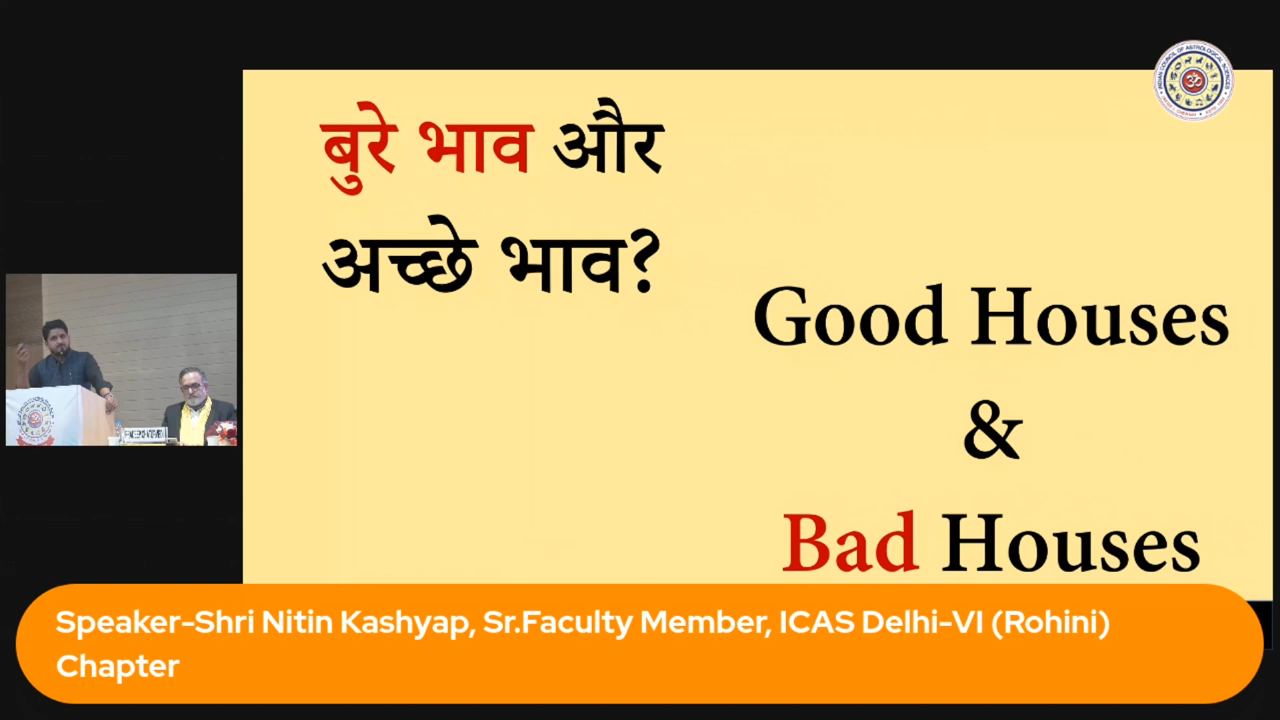 बुरे भाव और
अच्छे भाव?
Good Houses
&
Bad Houses
Speaker-Shri Nitin Kashyap, Sr.Faculty Member, ICAS Delhi-VI (Rohini)
Chapter